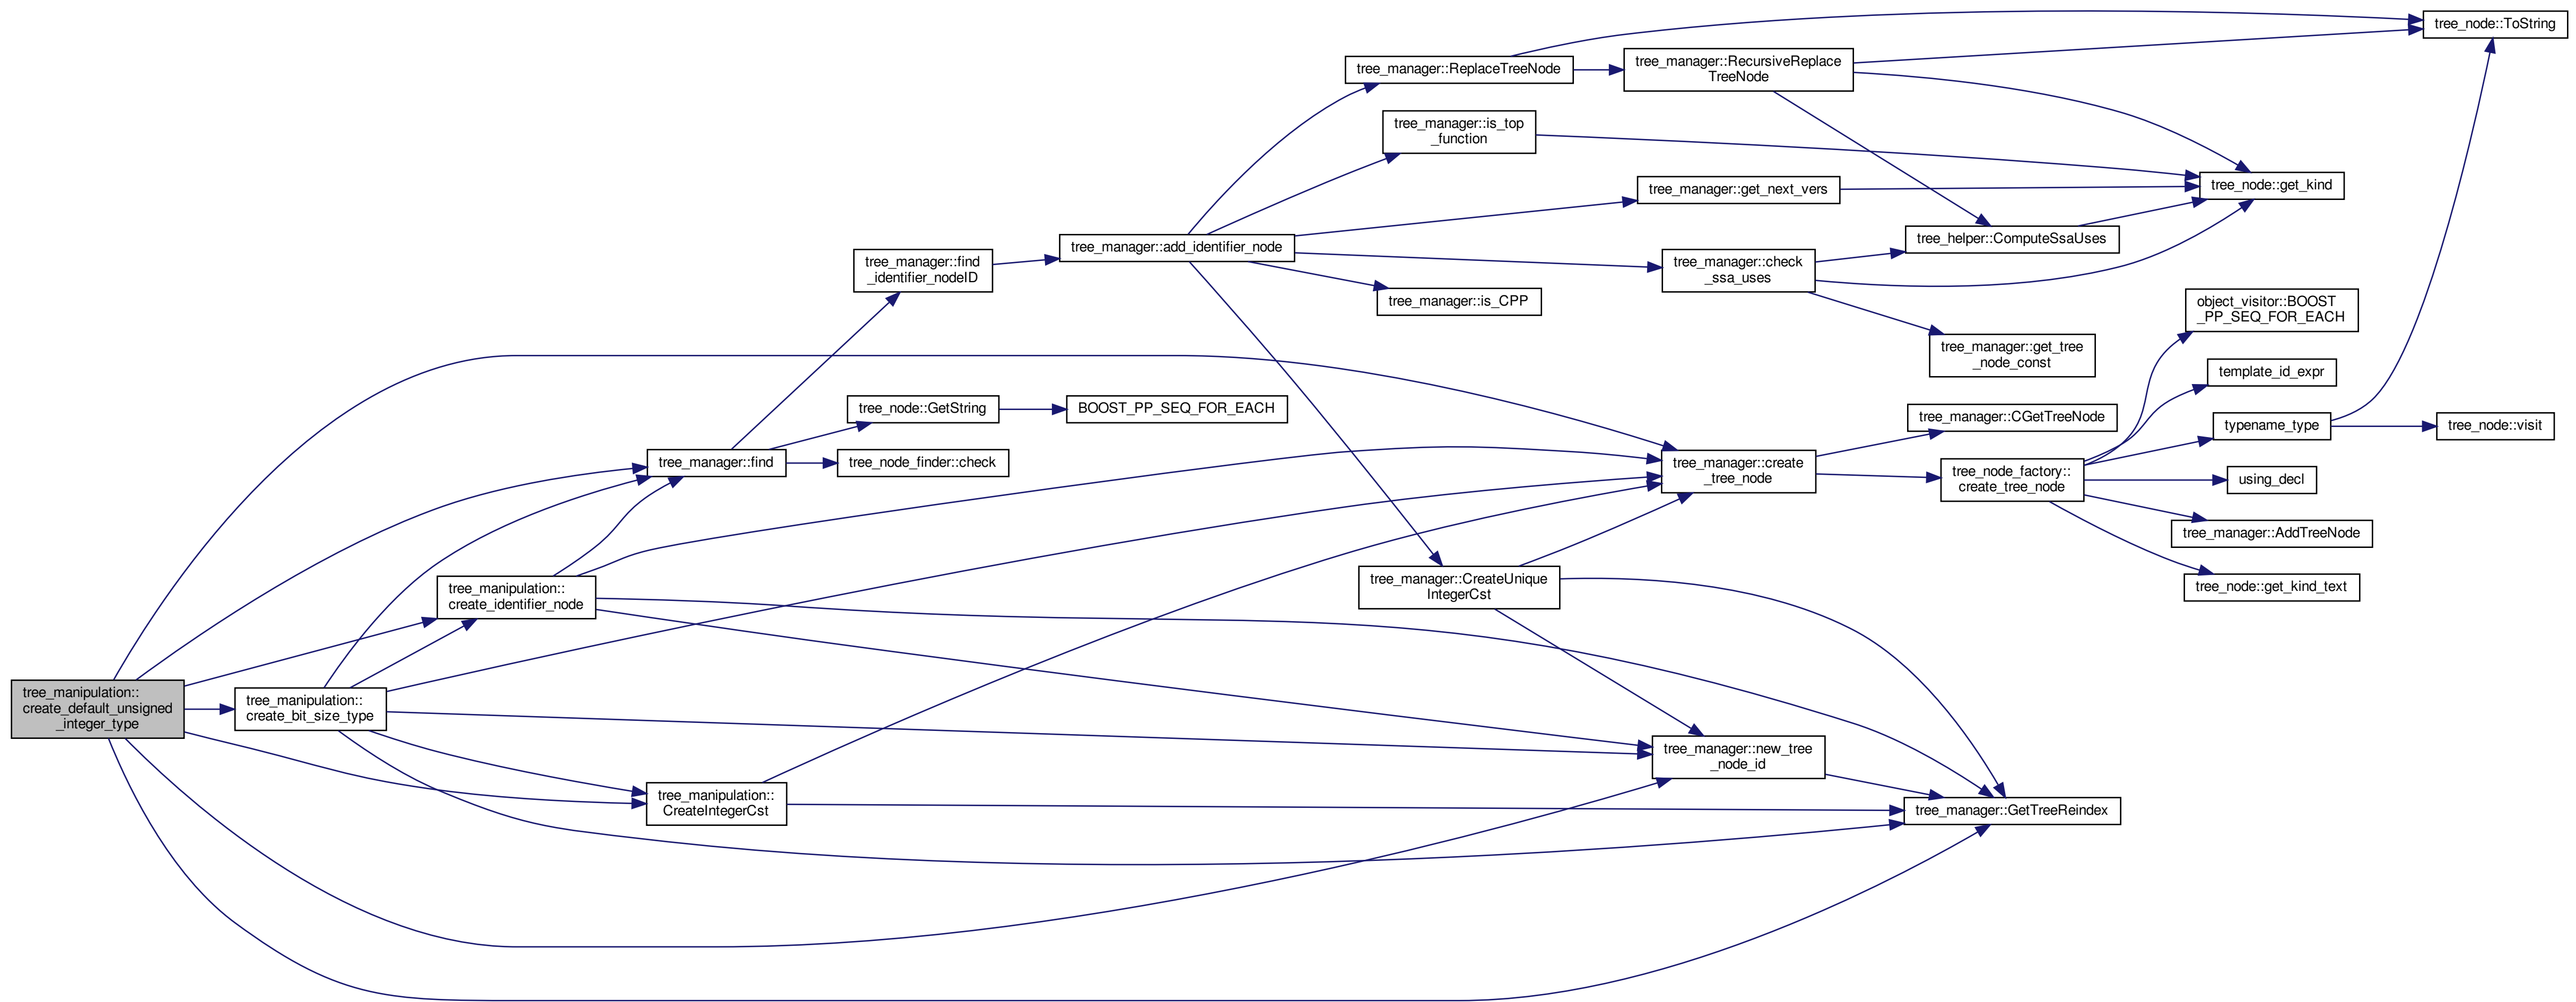 tree_manipulation::
create_default_unsigned
_integer_type
tree_manipulation::
create_bit_size_type
tree_manipulation::
create_identifier_node
tree_manager::find
tree_manipulation::
CreateIntegerCst
tree_manager::find
_identifier_nodeID
tree_node::GetString
tree_node_finder::check
tree_manager::add_identifier_node
BOOST_PP_SEQ_FOR_EACH
tree_manager::ReplaceTreeNode
tree_manager::is_top
_function
tree_manager::is_CPP
tree_manager::CreateUnique
IntegerCst
tree_manager::RecursiveReplace
TreeNode
tree_manager::get_next_vers
tree_manager::check
_ssa_uses
tree_manager::create
_tree_node
tree_manager::new_tree
_node_id
tree_helper::ComputeSsaUses
tree_manager::get_tree
_node_const
tree_manager::CGetTreeNode
tree_node_factory::
create_tree_node
tree_manager::GetTreeReindex
tree_node::get_kind
object_visitor::BOOST
_PP_SEQ_FOR_EACH
template_id_expr
typename_type
using_decl
tree_manager::AddTreeNode
tree_node::get_kind_text
tree_node::ToString
tree_node::visit